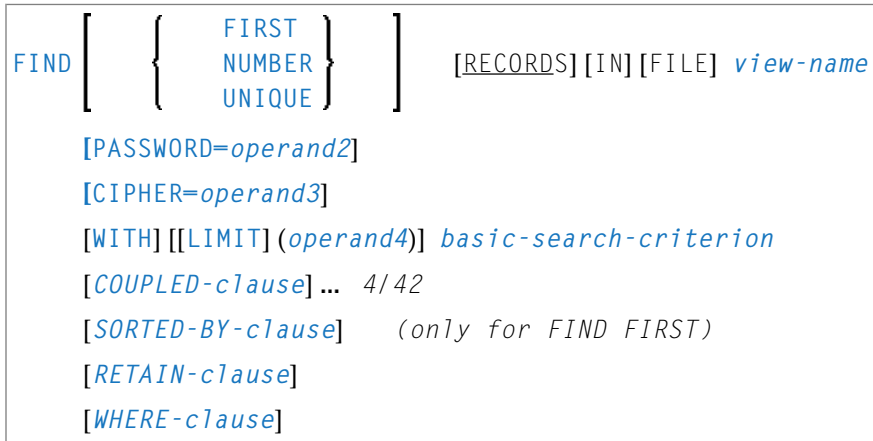 FIRST
FIND [ { NUMBER } ] [RECORDS] [IN] [FILE] view-name
UNIQUE
[PASSWORD=operand2]
[CIPHER=operand3]
[WITH] [[LIMIT] (operand4)] basic-search-criterion
[COUPLED-clause] ... 4/42
[SORTED-BY-clause] (only for FIND FIRST)
[RETAIN-clause]
[WHERE-clause]